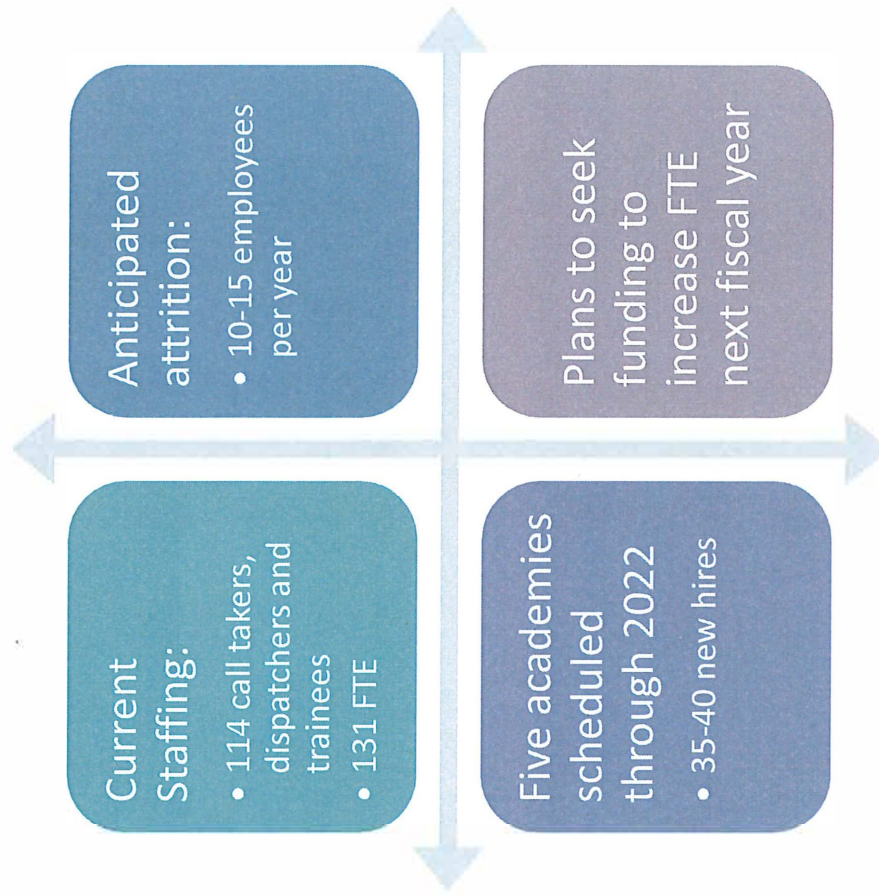 Current
Staffing:
• 114 call takers,
dispatchers and
trainees
• 131 FTE
Anticipated
attrition:
• 10-15 employees
per year
Five academies
scheduled
through 2022
• 35-40 new hires
Plans to seek
funding to
increase FTE
next fiscal year